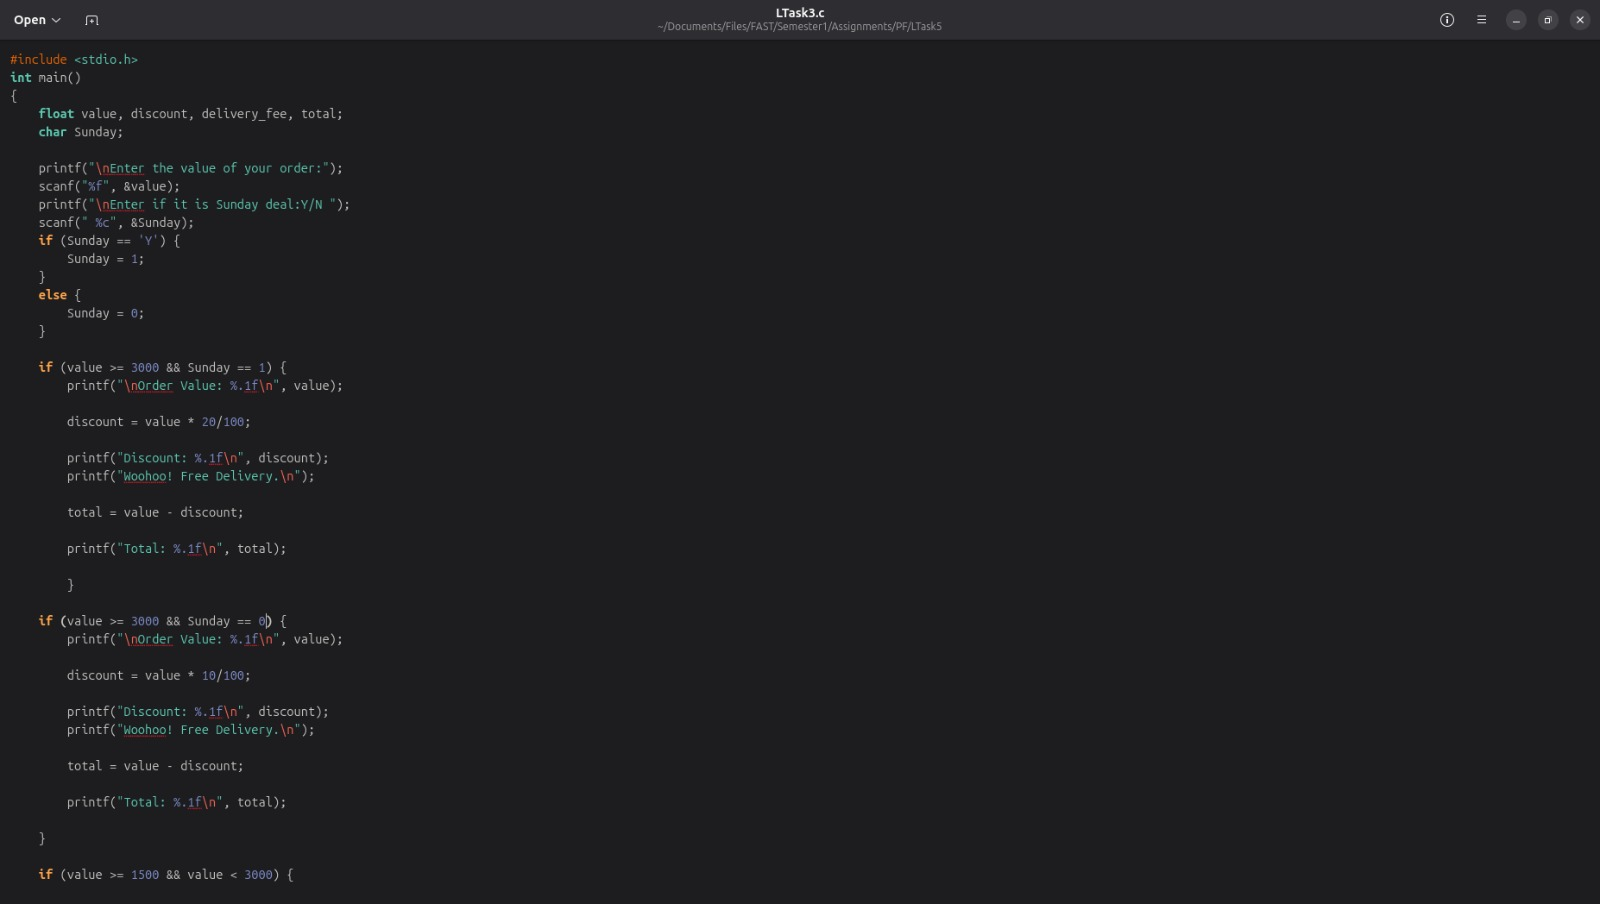 Open
LTask3.c
~/Documents/Files/FAST/Semester1/Assignments/PF/LTask5
#include <stdio.h>
int main()
{
    float value, discount, delivery_fee, total;
    char Sunday;

    printf("\nEnter the value of your order:");
    scanf("%f", &value);
    printf("\nEnter if it is Sunday deal:Y/N ");
    scanf(" %c", &Sunday);
    if (Sunday == 'Y') {
        Sunday = 1;
    }
    else {
        Sunday = 0;
    }

    if (value >= 3000 && Sunday == 1) {
        printf("\nOrder Value: %.1f\n", value);

        discount = value * 20/100;

        printf("Discount: %.1f\n", discount);
        printf("Woohoo! Free Delivery.\n");

        total = value - discount;

        printf("Total: %.1f\n", total);

        }

    if (value >= 3000 && Sunday == 0) {
        printf("\nOrder Value: %.1f\n", value);

        discount = value * 10/100;

        printf("Discount: %.1f\n", discount);
        printf("Woohoo! Free Delivery.\n");

        total = value - discount;

        printf("Total: %.1f\n", total);

    }

    if (value >= 1500 && value < 3000) {